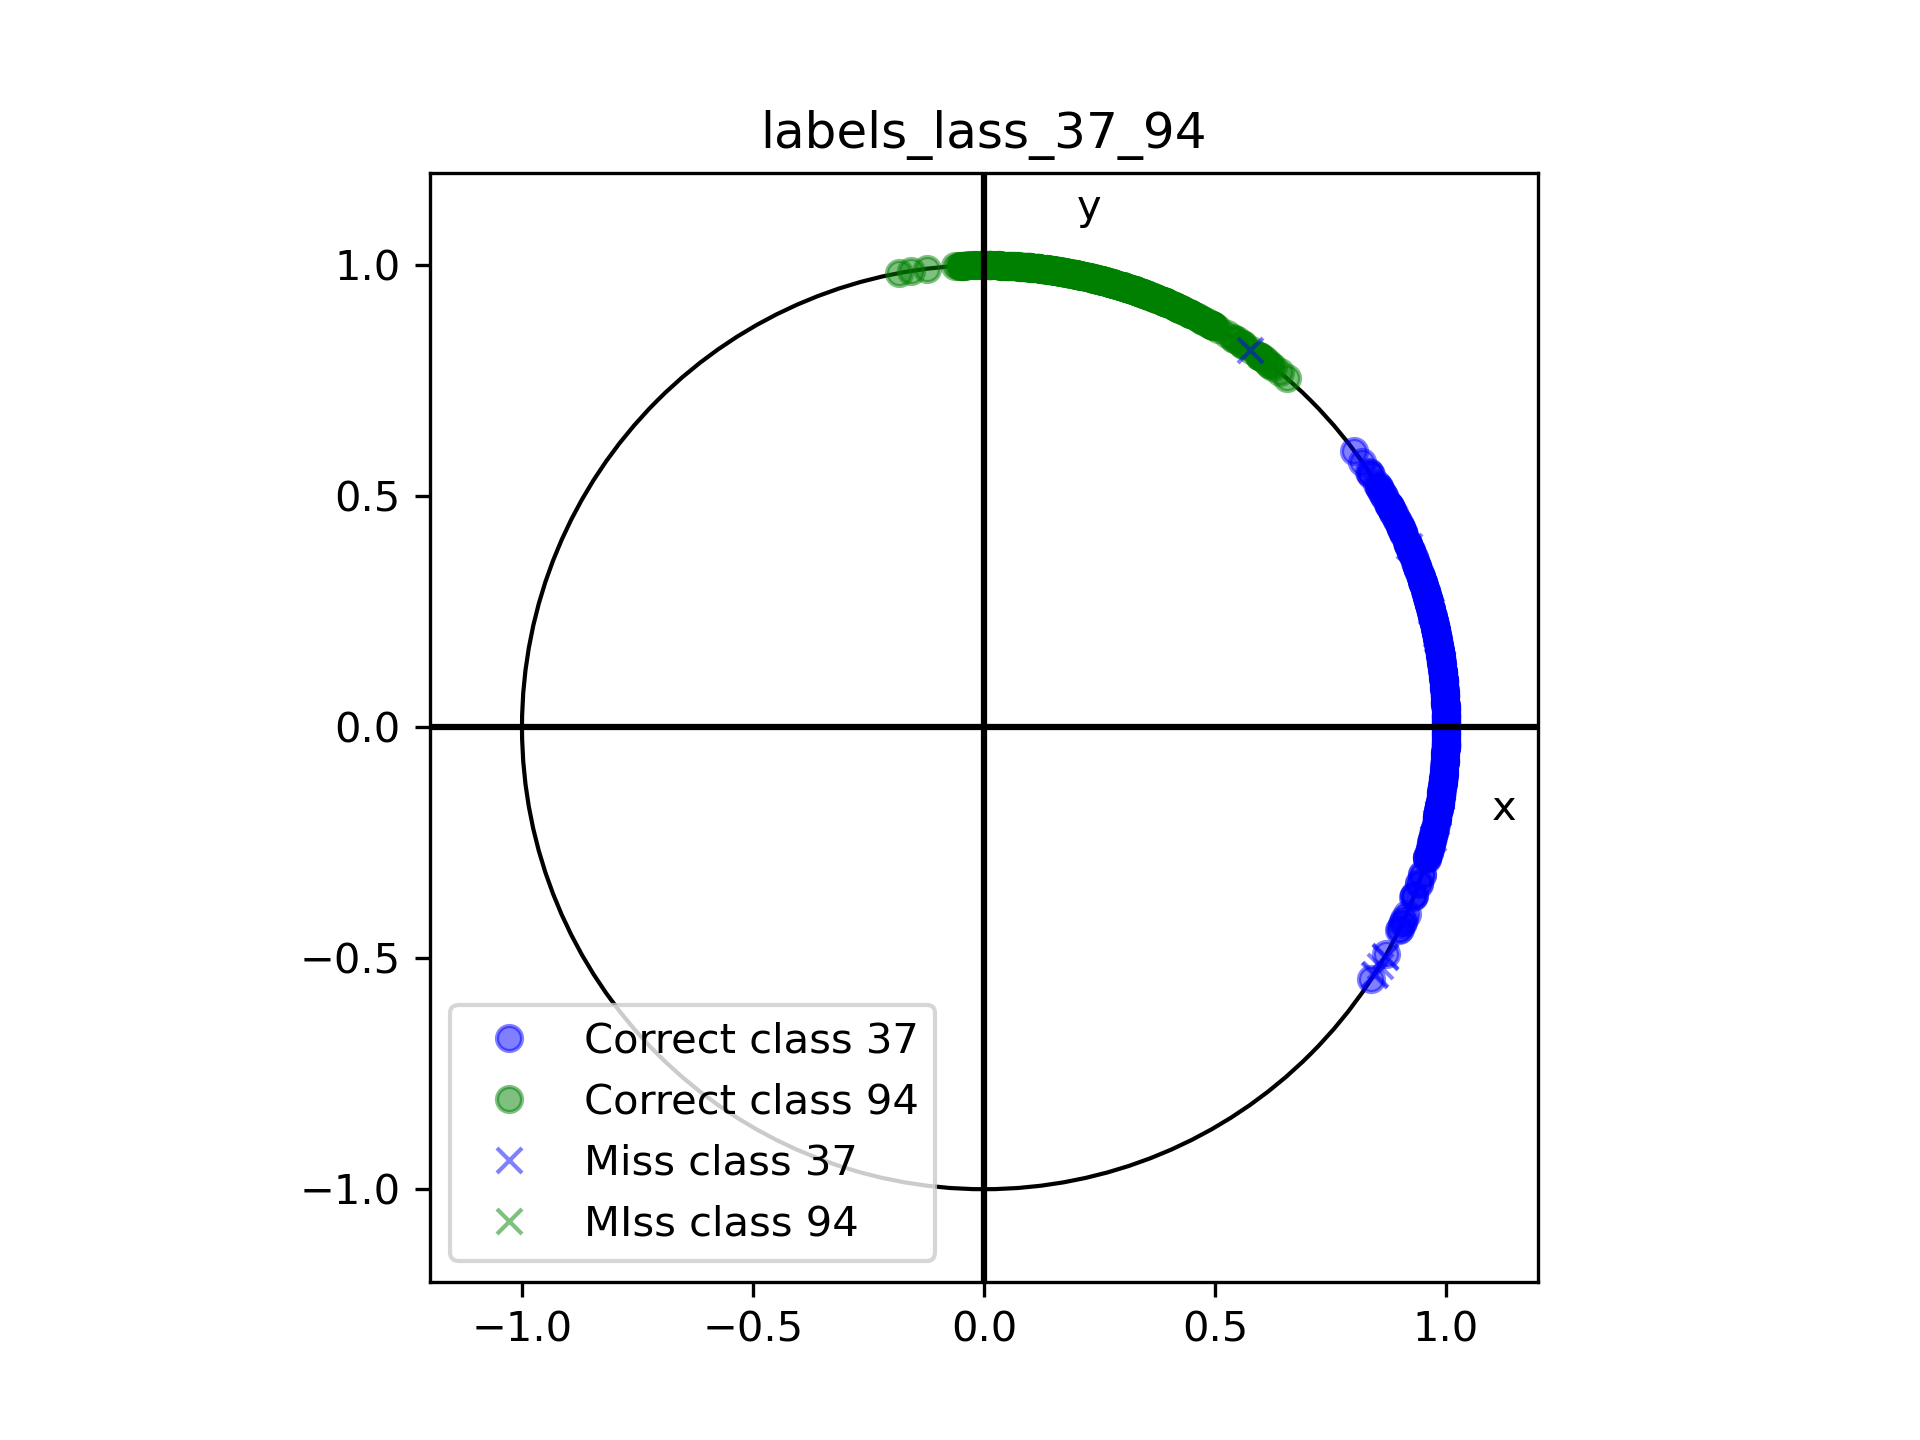 labels_lass_37_94
y
x
1.0
0.5
0.0
−0.5
−1.0
Correct class 37
Correct class 94
Miss class 37
MIss class 94
−1.0 −0.5 0.0 0.5 1.0